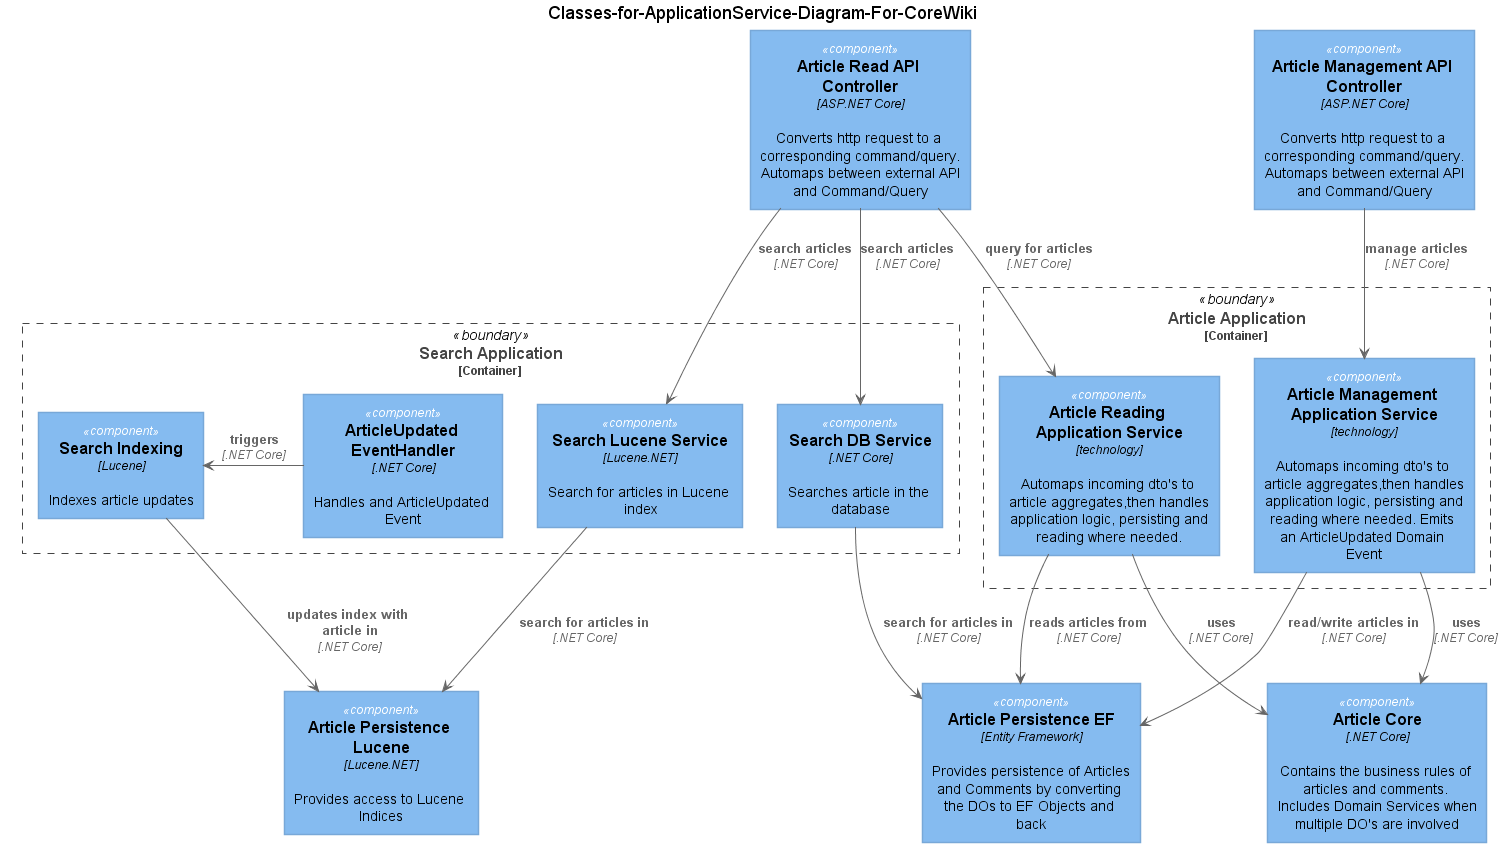 Classes-for-ApplicationService-Diagram-For-CoreWiki
«component»
Article Read API
Controller
[ASP.NET Core]
Converts http request to a
corresponding command/query.
Automaps between external API
and Command/Query
«component»
Article Management API
Controller
[ASP.NET Core]
Converts http request to a
corresponding command/query.
Automaps between external API
and Command/Query
search articles
[.NET Core]
search articles
[.NET Core]
query for articles
[.NET Core]
manage articles
[.NET Core]
«boundary»
Search Application
[Container]
«boundary»
Article Application
[Container]
«component»
Search Indexing
[Lucene]
Indexes article updates
triggers
[.NET Core]
«component»
ArticleUpdated
EventHandler
[.NET Core]
Handles and ArticleUpdated
Event
«component»
Search Lucene Service
[Lucene.NET]
Search for articles in Lucene
index
«component»
Search DB Service
[.NET Core]
Searches article in the
database
«component»
Article Reading
Application Service
[technology]
Automaps incoming dto's to
article aggregates,then handles
application logic, persisting and
reading where needed.
«component»
Article Management
Application Service
[technology]
Automaps incoming dto's to
article aggregates,then handles
application logic, persisting and
reading where needed. Emits
an ArticleUpdated Domain
Event
updates index with
article in
[.NET Core]
search for articles in
[.NET Core]
search for articles in
[.NET Core]
reads articles from
[.NET Core]
uses
[.NET Core]
read/write articles in
[.NET Core]
uses
[.NET Core]
«component»
Article Persistence
Lucene
[Lucene.NET]
Provides access to Lucene
Indices
«component»
Article Persistence EF
[Entity Framework]
Provides persistence of Articles
and Comments by converting
the DOs to EF Objects and
back
«component»
Article Core
[.NET Core]
Contains the business rules of
articles and comments.
Includes Domain Services when
multiple DO's are involved